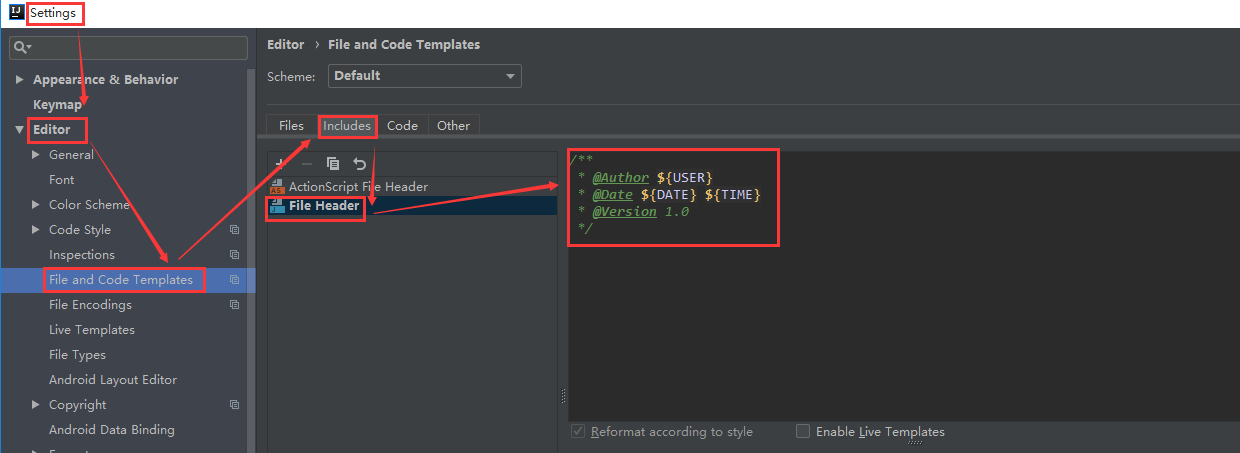 IJ Settings
Appearance & Behavior
Keymap
Editor
General
Font
Color Scheme
Code Style
Inspections
File and Code Templates
File Encodings
Live Templates
File Types
Android Layout Editor
Copyright
Android Data Binding
Editor › File and Code Templates
Scheme: Default
Files Includes Code Other
AS ActionScript File Header
J File Header
/**
* @Author ${USER}
* @Date ${DATE} ${TIME}
* @Version 1.0
*/
Reformat according to style Enable Live Templates